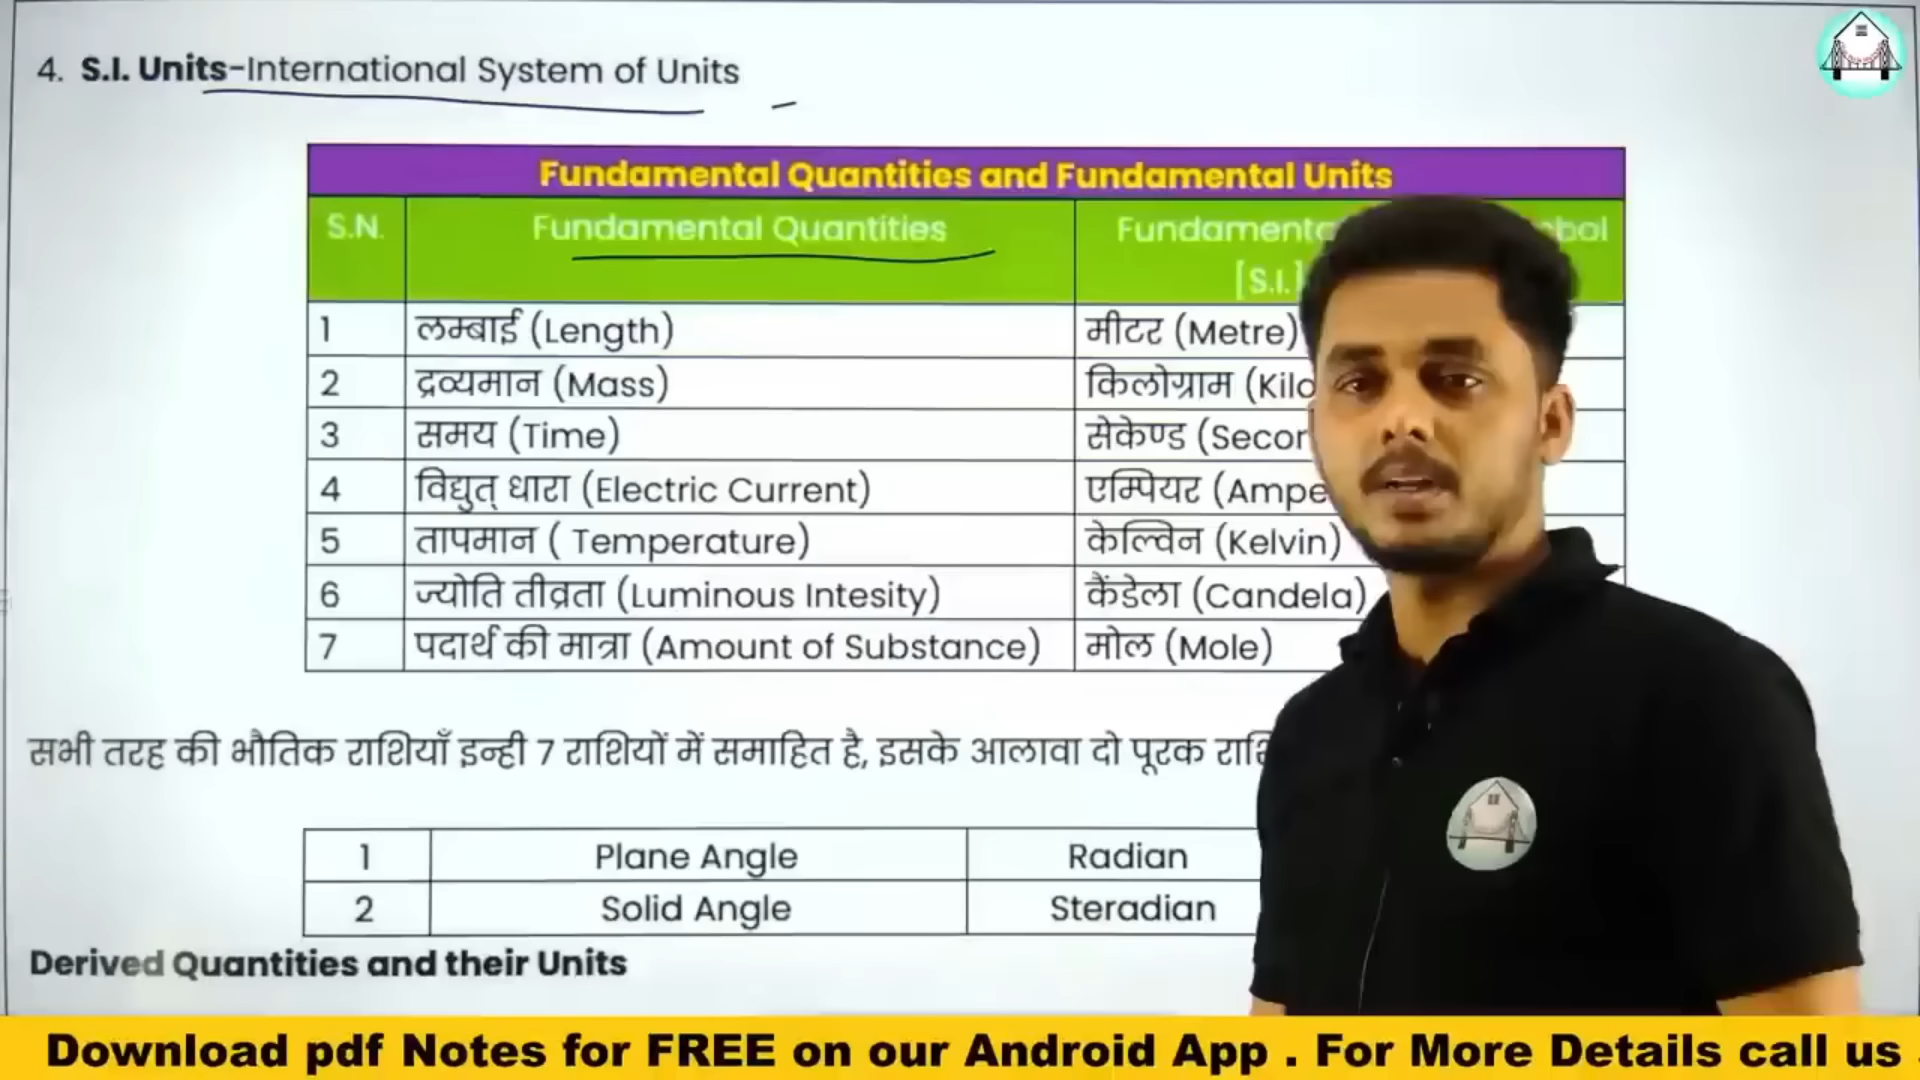 4. S.I. Units-International System of Units
Fundamental Quantities and Fundamental Units
S.N. Fundamental Quantities
[S.I.]
1 लम्बाई (Length) मीटर (Metre)
2 द्रव्यमान (Mass) किलोग्राम
3 समय (Time) सेकेण्ड
4 विद्युत् धारा (Electric Current) एम्पियर
5 तापमान ( Temperature) केल्विन (Kelvin)
6 ज्योति तीव्रता (Luminous Intesity) कैंडेला (Candela)
7 पदार्थ की मात्रा (Amount of Substance) मोल (Mole)
सभी तरह की भौतिक राशियाँ इन्ही 7 राशियों में समाहित है, इसके आलावा दो पूरक
1 Plane Angle Radian
2 Solid Angle Steradian
Derived Quantities and their Units
Download pdf Notes for FREE on our Android App . For More Details call us